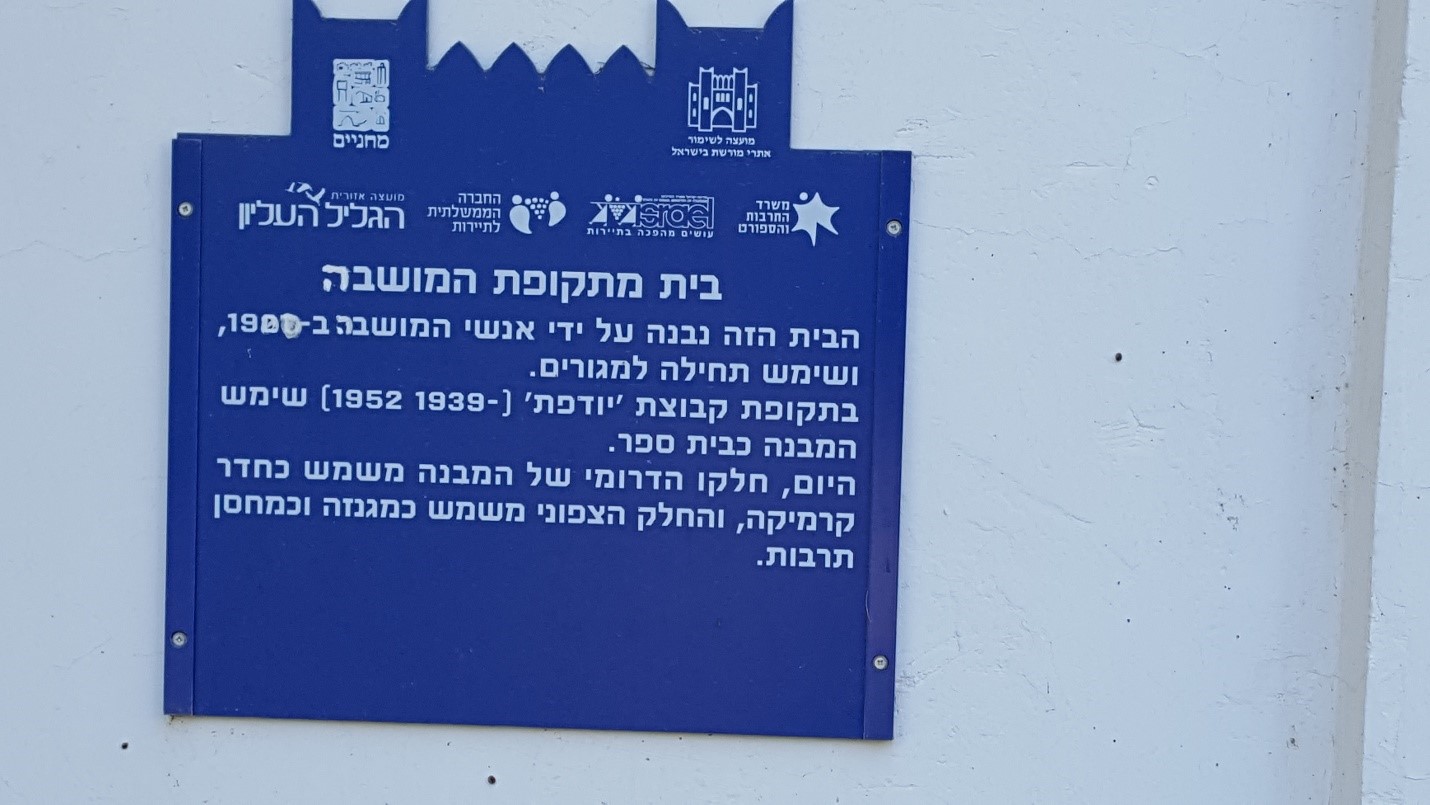 מחניים
מועצה לשימור
אתרי מורשת בישראל
משרד
התרבות
והספורט
israel
עושים מהפכה בתיירות
החברה
הממשלתית
לתיירות
מועצה אזורית
הגליל העליון
בית מתקופת המושבה
הבית הזה נבנה על ידי אנשי המושבה
ושימש תחילה למגורים.
בתקופת קבוצת 'יודפת' (-1939 1952) שימש
המבנה כבית ספר.
היום, חלקו הדרומי של המבנה משמש כחדר
קרמיקה, והחלק הצפוני משמש כמגנזה וכמחסן
תרבות.